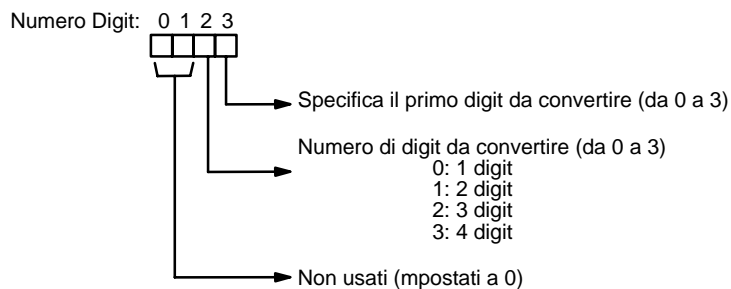 Numero Digit: 0 1 2 3
Specifica il primo digit da convertire (da 0 a 3)
Numero di digit da convertire (da 0 a 3)
0: 1 digit
1: 2 digit
2: 3 digit
3: 4 digit
Non usati (mpostati a 0)